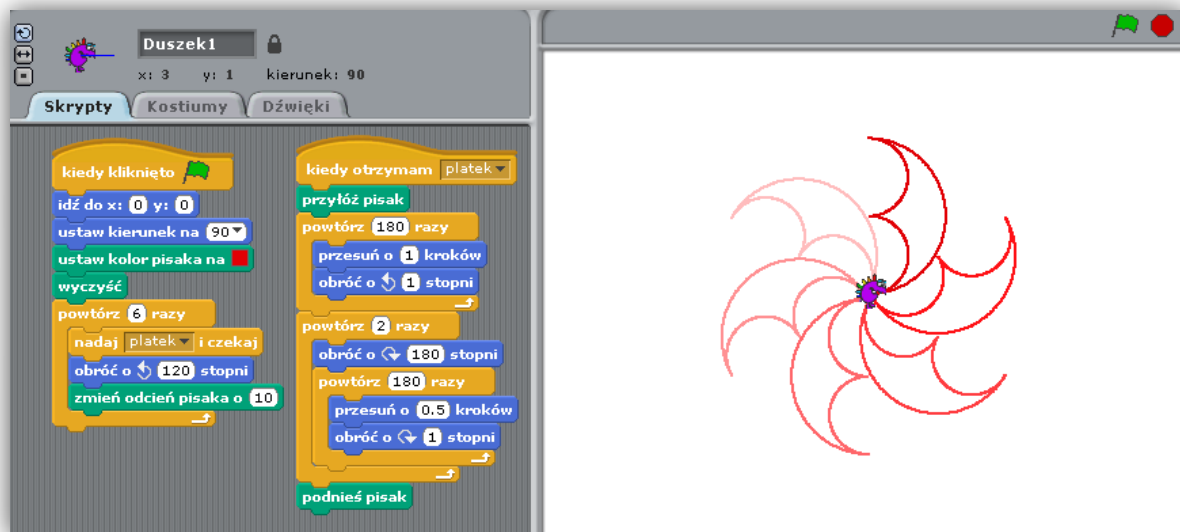 Duszek1
x: 3 y: 1 kierunek: 90
Skrypty Kostiumy Dźwięki
kiedy kliknięto
idź do x: 0 y: 0
ustaw kierunek na 90
ustaw kolor pisaka na
wyczyść
powtórz 6 razy
nadaj platek i czekaj
obróć o 120 stopni
zmień odcień pisaka o 10
kiedy otrzymam platek
przyłóż pisak
powtórz 180 razy
przesuń o 1 kroków
obróć o 1 stopni
powtórz 2 razy
obróć o 180 stopni
powtórz 180 razy
przesuń o 0.5 kroków
obróć o 1 stopni
podnieś pisak